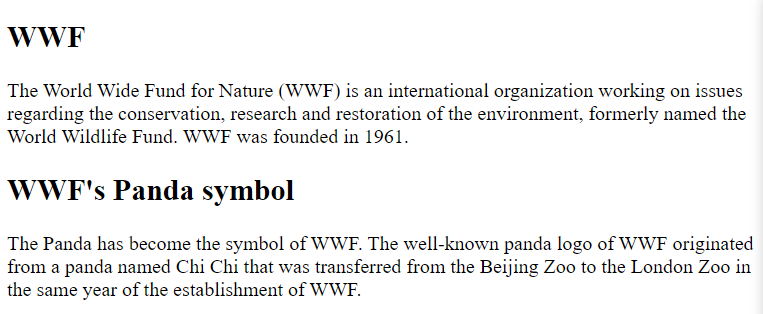 WWF
The World Wide Fund for Nature (WWF) is an international organization working on issues
regarding the conservation, research and restoration of the environment, formerly named the
World Wildlife Fund. WWF was founded in 1961.
WWF's Panda symbol
The Panda has become the symbol of WWF. The well-known panda logo of WWF originated
from a panda named Chi Chi that was transferred from the Beijing Zoo to the London Zoo in
the same year of the establishment of WWF.